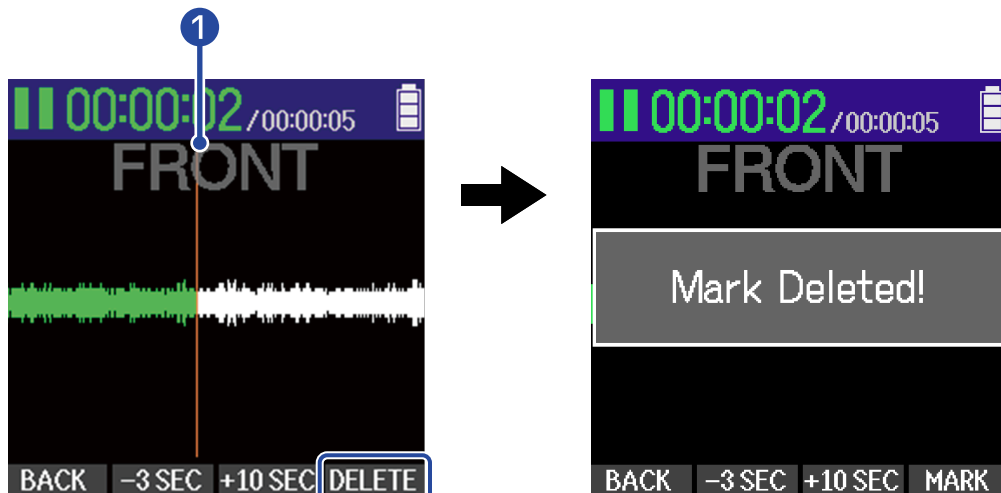 1
00:00:02/00:00:05
FRONT
BACK −3 SEC +10 SEC DELETE
00:00:02/00:00:05
FRONT
Mark Deleted!
BACK −3 SEC +10 SEC MARK